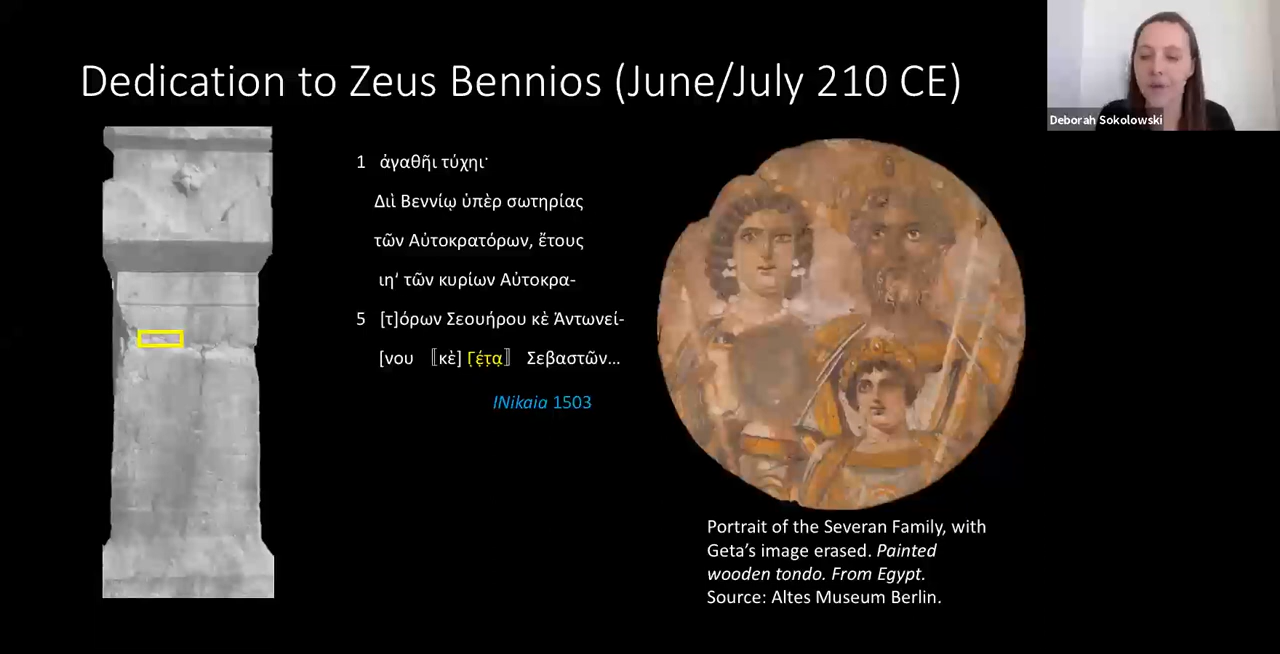 Dedication to Zeus Bennios (June/July 210 CE)
Deborah Sokolowski
1 ἀγαθῆι τύχηι·
Διὶ Βεννίῳ ὑπὲρ σωτηρίας
τῶν Αὐτοκρατόρων, ἔτους
ιη‘ τῶν κυρίων Αὐτοκρα-
5 [τ]όρων Σεουήρου κὲ Ἀντωνεί-
[νου 〚κὲ] Γ̣έ̣τ̣α̣〛 Σεβαστῶν...
INikaia 1503
Portrait of the Severan Family, with
Geta’s image erased. Painted
wooden tondo. From Egypt.
Source: Altes Museum Berlin.